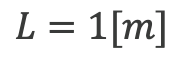 L = 1[m]